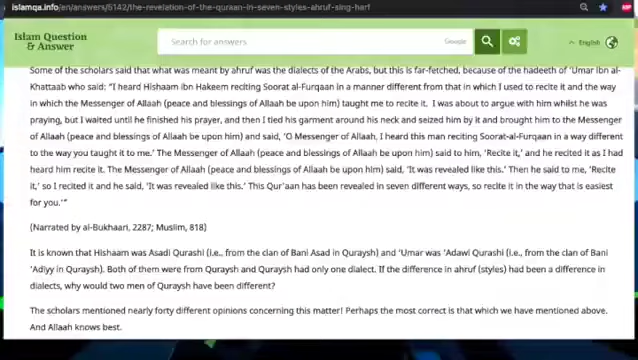 islamqa.info/en/answers/5142/the-revelation-of-the-quraan-in-seven-styles-ahruf-sing-harf
Islam Question
& Answer
Search for answers
Google
English
Some of the scholars said that what was meant by ahruf was the dialects of the Arabs, but this is far-fetched, because of the hadeeth of 'Umar ibn al-
Khattaab who said: "I heard Hishaam ibn Hakeem reciting Soorat al-Furqaan in a manner different from that in which I used to recite it and the way
in which the Messenger of Allaah (peace and blessings of Allaah be upon him) taught me to recite it. I was about to argue with him whilst he was
praying, but I waited until he finished his prayer, and then I tied his garment around his neck and seized him by it and brought him to the Messenger
of Allaah (peace and blessings of Allaah be upon him) and said, 'O Messenger of Allaah, I heard this man reciting Soorat-al-Furqaan in a way different
to the way you taught it to me.' The Messenger of Allaah (peace and blessings of Allaah be upon him) said to him, 'Recite it,' and he recited it as I had
heard him recite it. The Messenger of Allaah (peace and blessings of Allaah be upon him) said, 'It was revealed like this.' Then he said to me, 'Recite
it,' so I recited it and he said, 'It was revealed like this.' This Qur'aan has been revealed in seven different ways, so recite it in the way that is easiest
for you.'"
(Narrated by al-Bukhaari, 2287; Muslim, 818)
It is known that Hishaam was Asadi Qurashi (i.e., from the clan of Bani Asad in Quraysh) and 'Umar was 'Adawi Qurashi (i.e., from the clan of Bani
'Adiyy in Quraysh). Both of them were from Quraysh and Quraysh had only one dialect. If the difference in ahruf (styles) had been a difference in
dialects, why would two men of Quraysh have been different?
The scholars mentioned nearly forty different opinions concerning this matter! Perhaps the most correct is that which we have mentioned above.
And Allaah knows best.